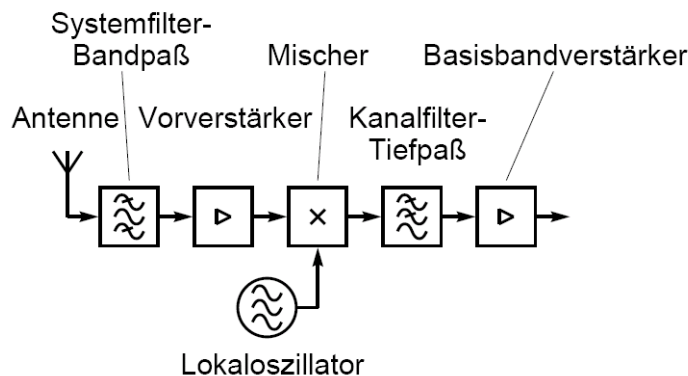 Systemfilter-
Bandpaß
Mischer
Basisbandverstärker
Antenne
Vorverstärker
Kanalfilter-
Tiefpaß
Lokaloszillator